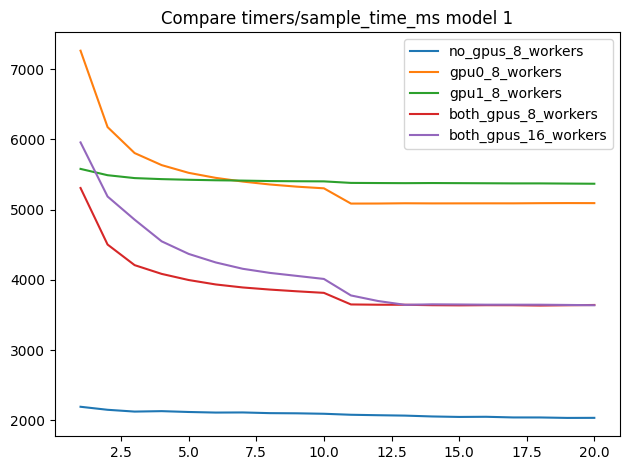 Compare timers/sample_time_ms model 1
no_gpus_8_workers
gpu0_8_workers
gpu1_8_workers
both_gpus_8_workers
both_gpus_16_workers
7000
6000
5000
4000
3000
2000
2.5 5.0 7.5 10.0 12.5 15.0 17.5 20.0